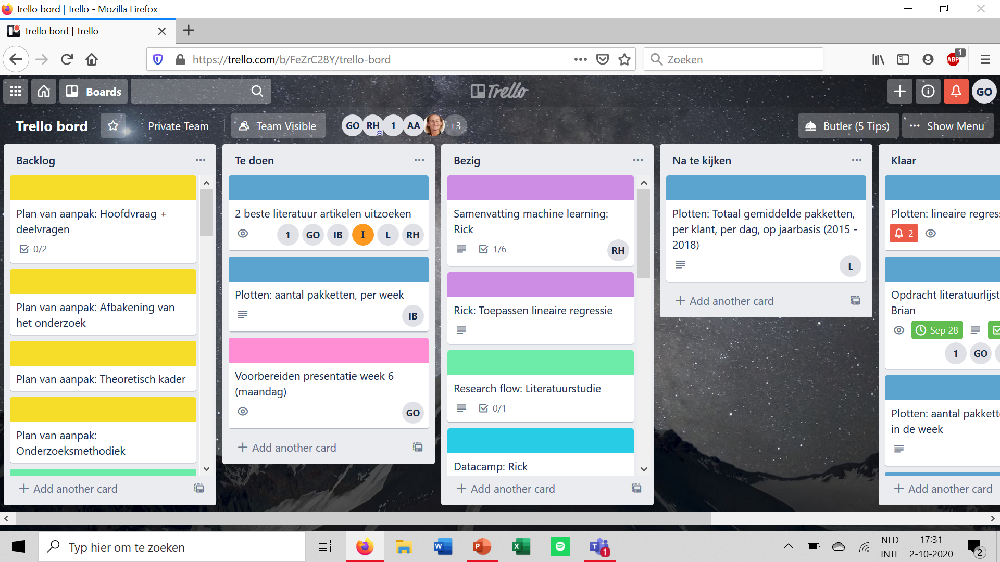 Trello bord | Trello - Mozilla Firefox
Trello bord | Trello
https://trello.com/b/FeZrC28Y/trello-bord
Zoeken
ABP
1
Boards
Trello
GO
Trello bord
Private Team
Team Visible
GO
RH
1
AA
+3
Butler (5 Tips)
Show Menu
Backlog
Plan van aanpak: Hoofdvraag +
deelvragen
0/2
Plan van aanpak: Afbakening van
het onderzoek
Plan van aanpak: Theoretisch kader
Plan van aanpak:
Onderzoeksmethodiek
Add another card
Te doen
2 beste literatuur artikelen uitzoeken
1 GO IB I L RH
Plotten: aantal pakketten, per week
IB
Voorbereiden presentatie week 6
(maandag)
GO
Add another card
Bezig
Samenvatting machine learning:
Rick
1/6
RH
Rick: Toepassen lineaire regressie
Research flow: Literatuurstudie
0/1
Datacamp: Rick
Add another card
Na te kijken
Plotten: Totaal gemiddelde pakketten,
per klant, per dag, op jaarbasis (2015 -
2018)
L
Add another card
Klaar
Plotten: lineaire regres
2
Opdracht literatuurlijst
Brian
Sep 28
1 GO
Plotten: aantal pakkett
in de week
Add another card
Typ hier om te zoeken
W
P
X
T
1
NLD
INTL
17:31
2-10-2020
2